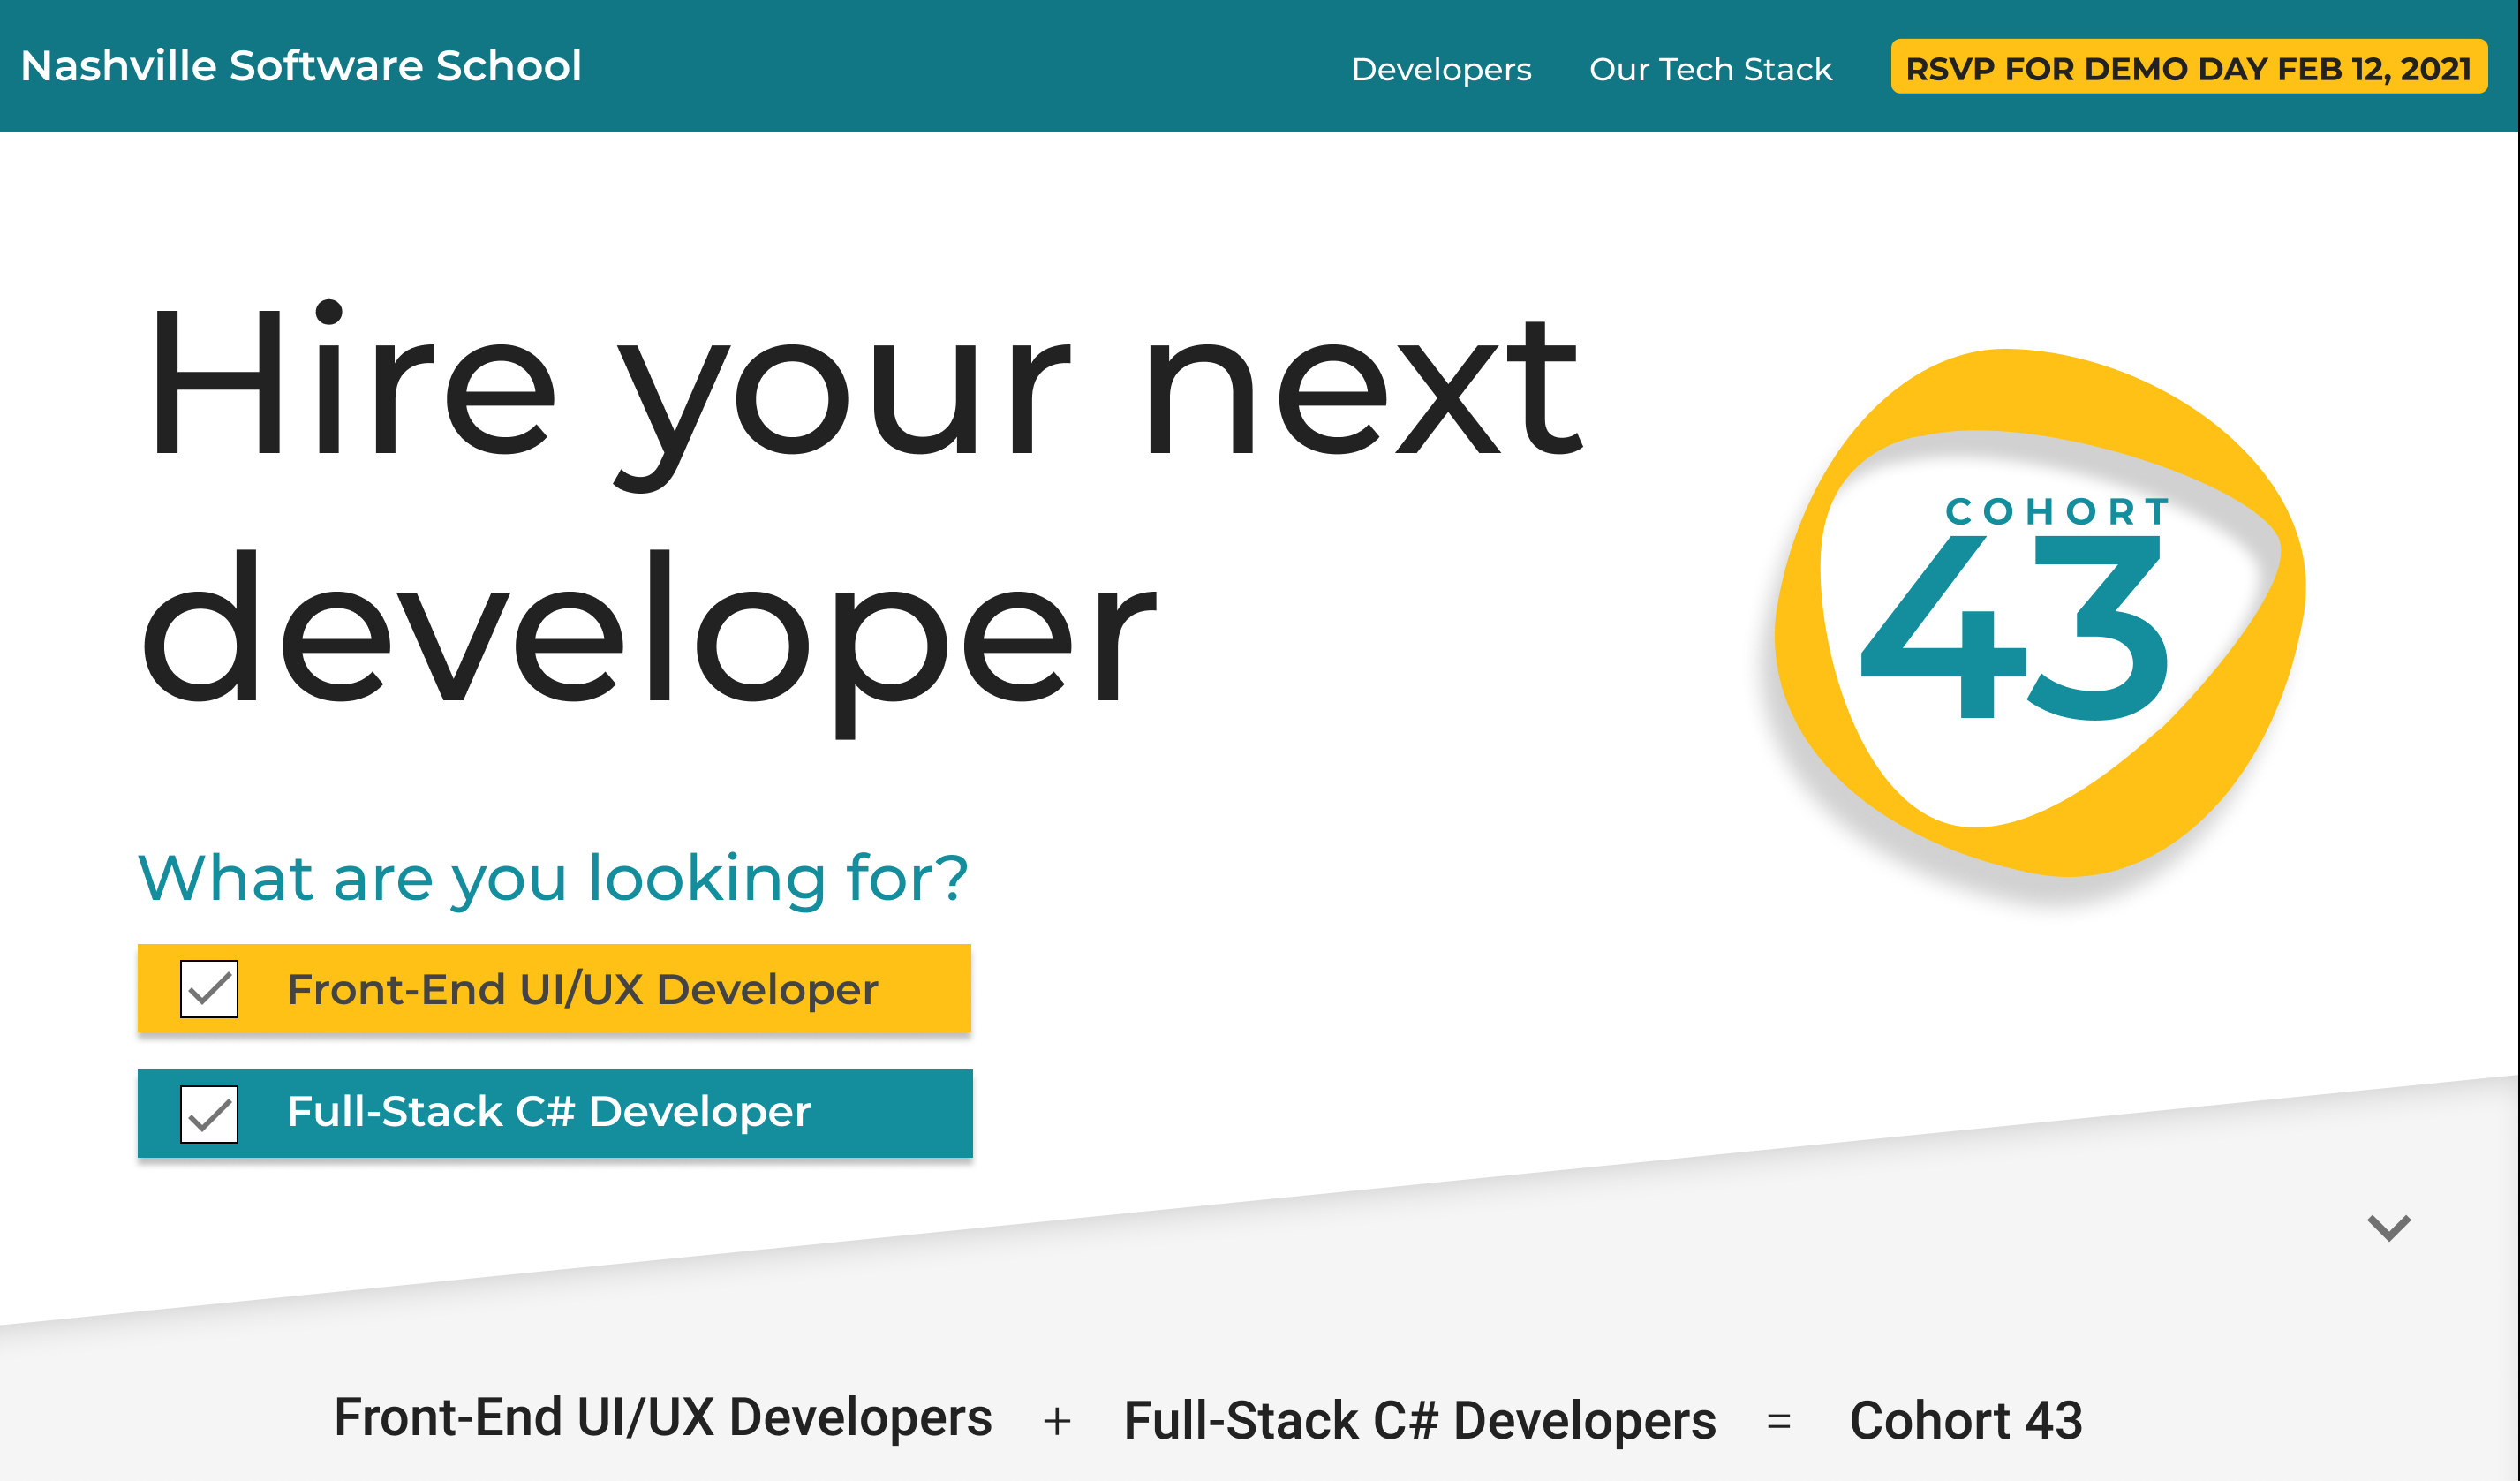 Nashville Software School
Developers
Our Tech Stack
RSVP FOR DEMO DAY FEB 12, 2021
Hire your next
developer
COHORT
43
What are you looking for?
Front-End UI/UX Developer
Full-Stack C# Developer
Front-End UI/UX Developers + Full-Stack C# Developers = Cohort 43